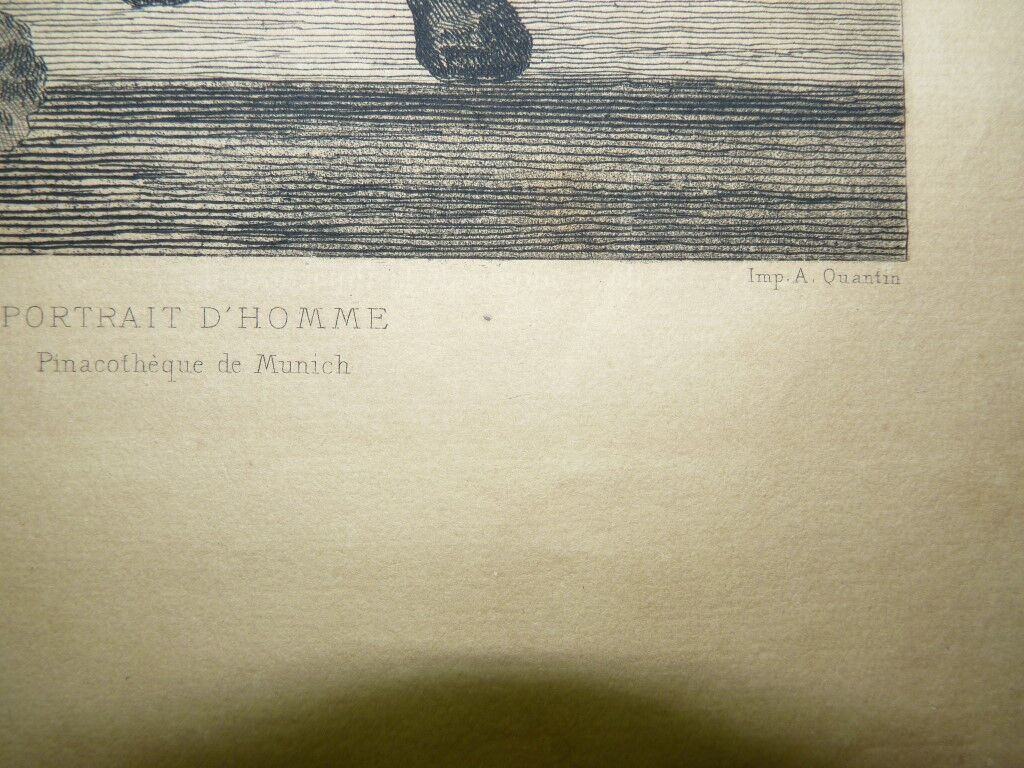 Imp. A. Quantin
PORTRAIT D'HOMME
Pinacothèque de Munich